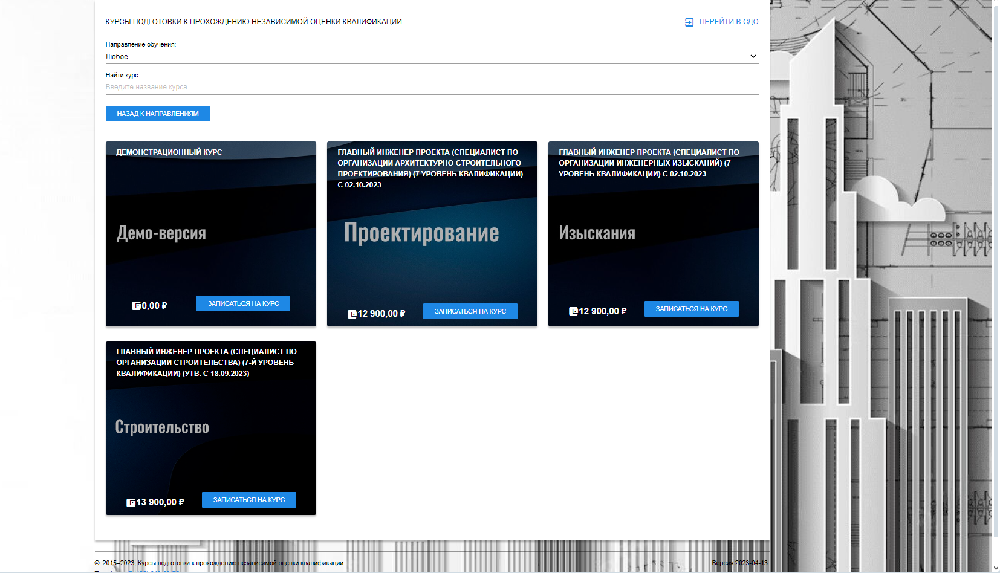 КУРСЫ ПОДГОТОВКИ К ПРОХОЖДЕНИЮ НЕЗАВИСИМОЙ ОЦЕНКИ КВАЛИФИКАЦИИ
ПЕРЕЙТИ В СДО
Направление обучения:
Любое
Найти курс:
Введите название курса
НАЗАД К НАПРАВЛЕНИЯМ
ДЕМОНСТРАЦИОННЫЙ КУРС
Демо-версия
0,00 ₽
ЗАПИСАТЬСЯ НА КУРС
ГЛАВНЫЙ ИНЖЕНЕР ПРОЕКТА (СПЕЦИАЛИСТ ПО
ОРГАНИЗАЦИИ АРХИТЕКТУРНО-СТРОИТЕЛЬНОГО
ПРОЕКТИРОВАНИЯ) (7 УРОВЕНЬ КВАЛИФИКАЦИИ)
С 02.10.2023
Проектирование
12 900,00 ₽
ЗАПИСАТЬСЯ НА КУРС
ГЛАВНЫЙ ИНЖЕНЕР ПРОЕКТА (СПЕЦИАЛИСТ ПО
ОРГАНИЗАЦИИ ИНЖЕНЕРНЫХ ИЗЫСКАНИЙ) (7
УРОВЕНЬ КВАЛИФИКАЦИИ) С 02.10.2023
Изыскания
12 900,00 ₽
ЗАПИСАТЬСЯ НА КУРС
ГЛАВНЫЙ ИНЖЕНЕР ПРОЕКТА (СПЕЦИАЛИСТ ПО
ОРГАНИЗАЦИИ СТРОИТЕЛЬСТВА) (7-Й УРОВЕНЬ
КВАЛИФИКАЦИИ) (УТВ. С 18.09.2023)
Строительство
13 900,00 ₽
ЗАПИСАТЬСЯ НА КУРС
© 2015–2023, Курсы подготовки к прохождению независимой оценки квалификации.
Версия 2023-04-13.